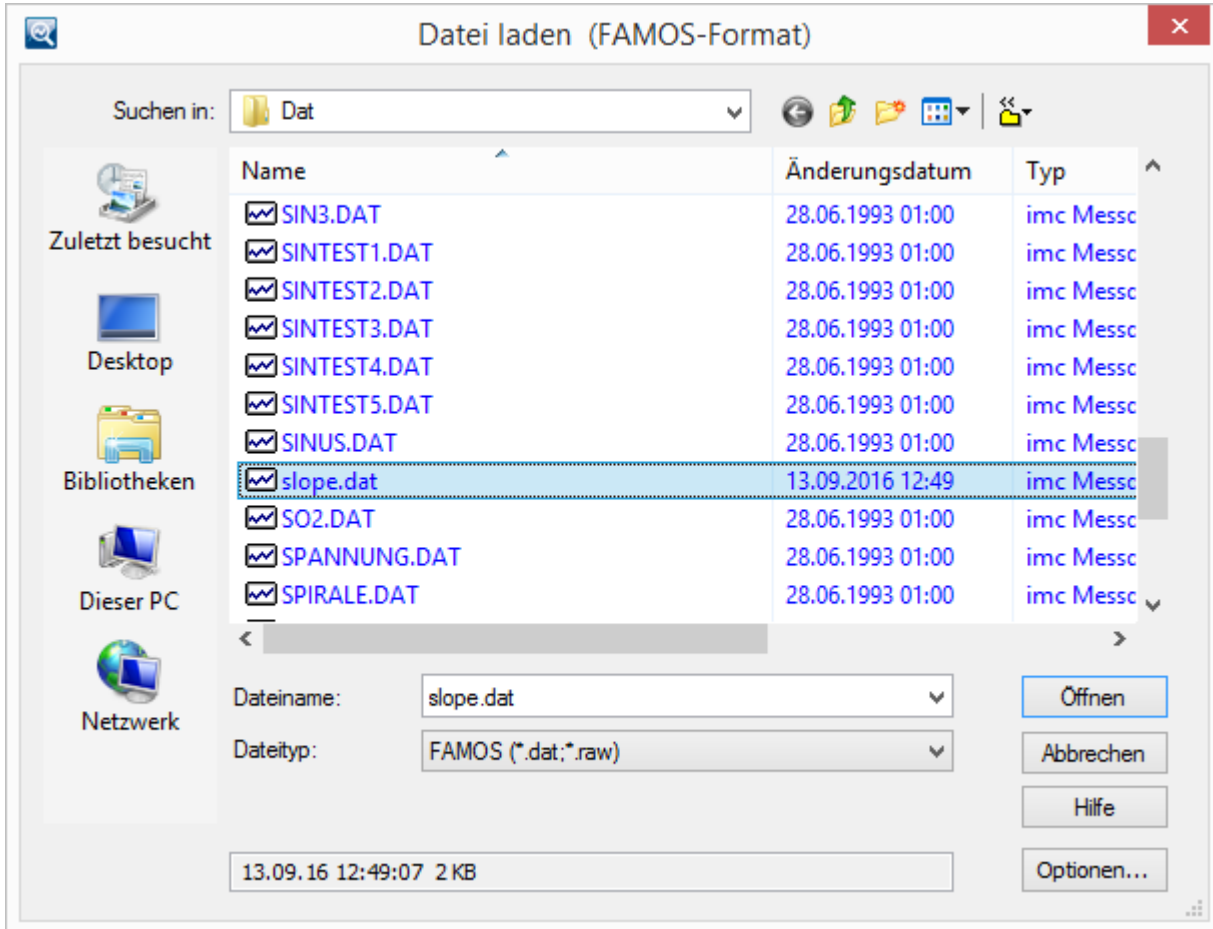 Datei laden  (FAMOS-Format)
Suchen in: Dat
Name Änderungsdatum Typ
SIN3.DAT 28.06.1993 01:00 imc Messc
SINTEST1.DAT 28.06.1993 01:00 imc Messc
SINTEST2.DAT 28.06.1993 01:00 imc Messc
SINTEST3.DAT 28.06.1993 01:00 imc Messc
SINTEST4.DAT 28.06.1993 01:00 imc Messc
SINTEST5.DAT 28.06.1993 01:00 imc Messc
SINUS.DAT 28.06.1993 01:00 imc Messc
slope.dat 13.09.2016 12:49 imc Messc
SO2.DAT 28.06.1993 01:00 imc Messc
SPANNUNG.DAT 28.06.1993 01:00 imc Messc
SPIRALE.DAT 28.06.1993 01:00 imc Messc
Zuletzt besucht
Desktop
Bibliotheken
Dieser PC
Netzwerk
Dateiname: slope.dat Öffnen
Dateityp: FAMOS (*.dat;*.raw) Abbrechen
Hilfe
13.09.16 12:49:07  2 KB Optionen...